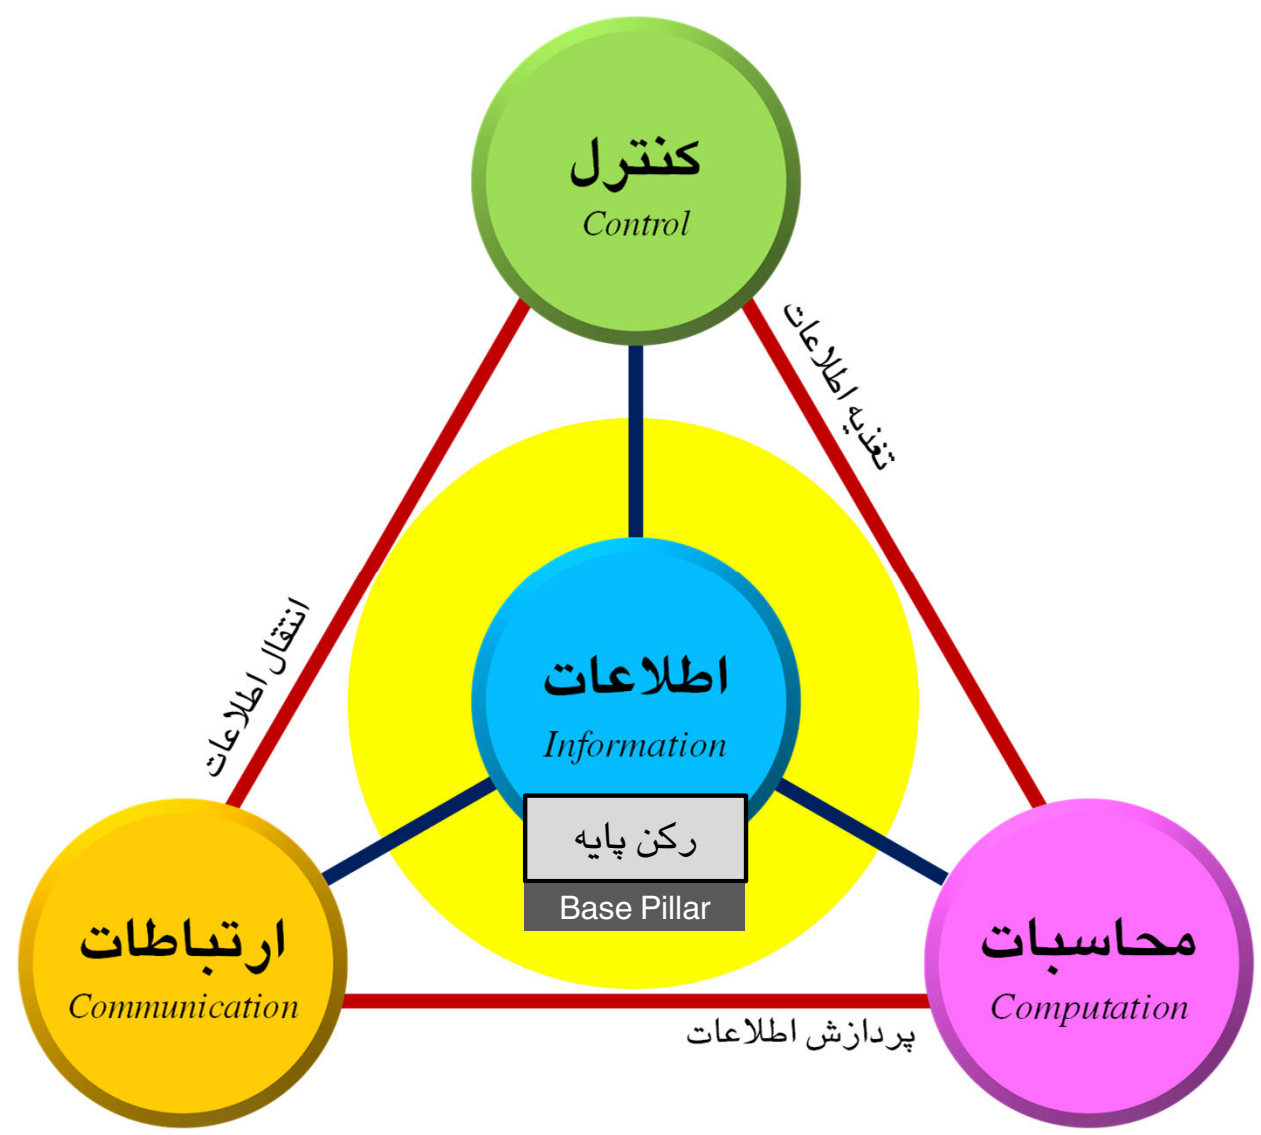 کنترل
Control
تغذیه اطلاعات
انتقال اطلاعات
اطلاعات
Information
رکن پایه
Base Pillar
ارتباطات
Communication
محاسبات
Computation
پردازش اطلاعات